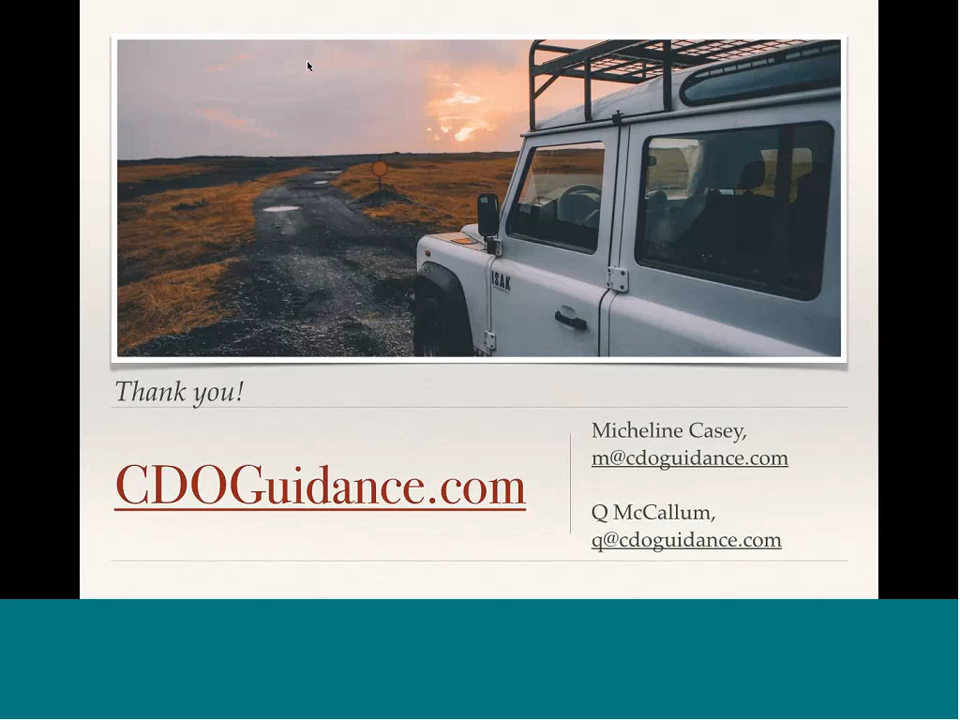 ISAK
Thank you!
CDOGuidance.com
Micheline Casey,
m@cdoguidance.com
Q McCallum,
q@cdoguidance.com